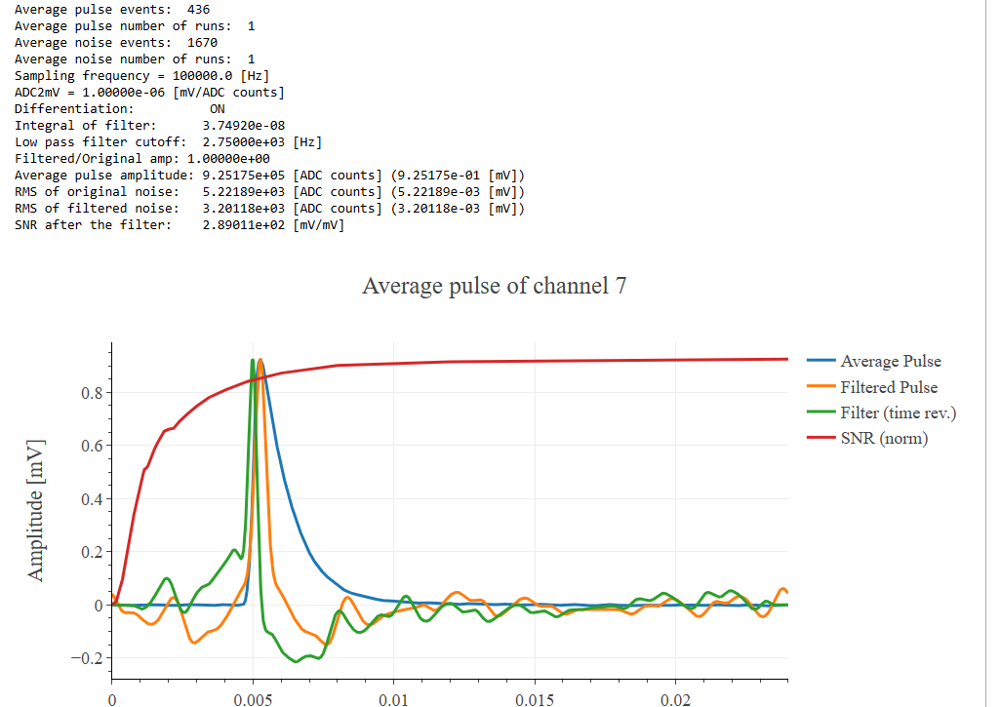 Average pulse events:  436
Average pulse number of runs:  1
Average noise events:  1670
Average noise number of runs:  1
Sampling frequency = 100000.0 [Hz]
ADC2mV = 1.00000e-06 [mV/ADC counts]
Differentiation:          ON
Integral of filter:      3.74920e-08
Low pass filter cutoff:  2.75000e+03 [Hz]
Filtered/Original amp: 1.00000e+00
Average pulse amplitude: 9.25175e+05 [ADC counts] (9.25175e-01 [mV])
RMS of original noise:   5.22189e+03 [ADC counts] (5.22189e-03 [mV])
RMS of filtered noise:   3.20118e+03 [ADC counts] (3.20118e-03 [mV])
SNR after the filter:    2.89011e+02 [mV/mV]
Average pulse of channel 7
Amplitude [mV]
0.8
0.6
0.4
0.2
0
−0.2
0
0.005
0.01
0.015
0.02
Average Pulse
Filtered Pulse
Filter (time rev.)
SNR (norm)